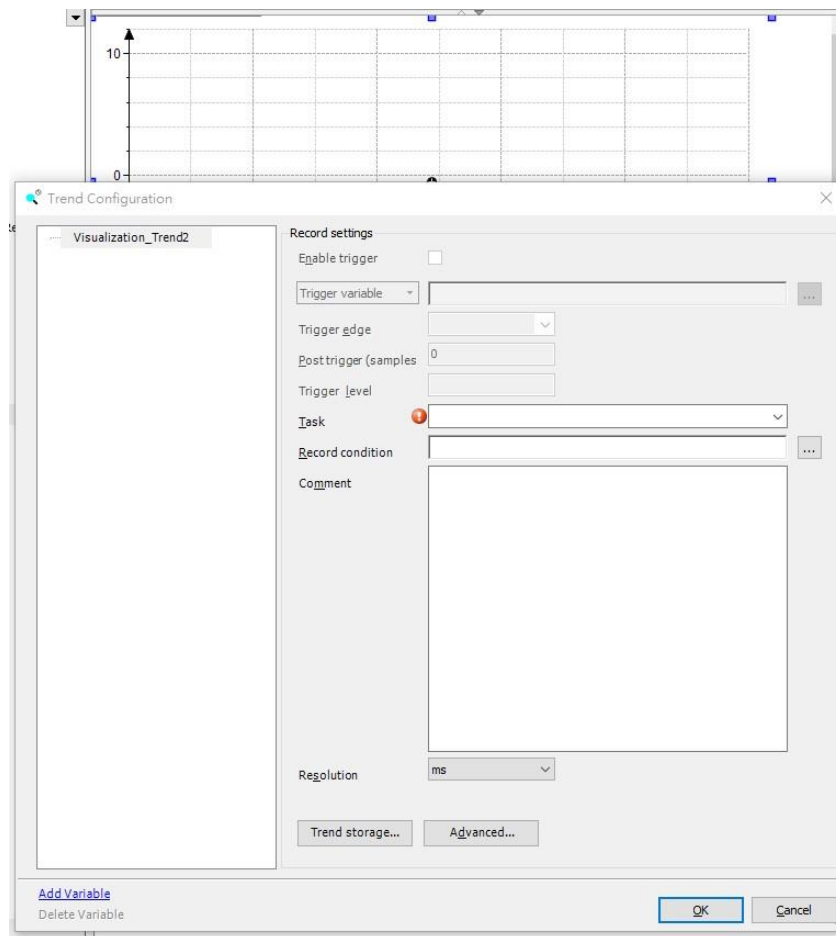 10
0
Trend Configuration
Visualization_Trend2
Record settings
Enable trigger
Trigger variable
...
Trigger edge
Post trigger (samples
0
Trigger level
Task
Record condition
...
Comment
Resolution
ms
Trend storage...
Advanced...
Add Variable
Delete Variable
OK
Cancel